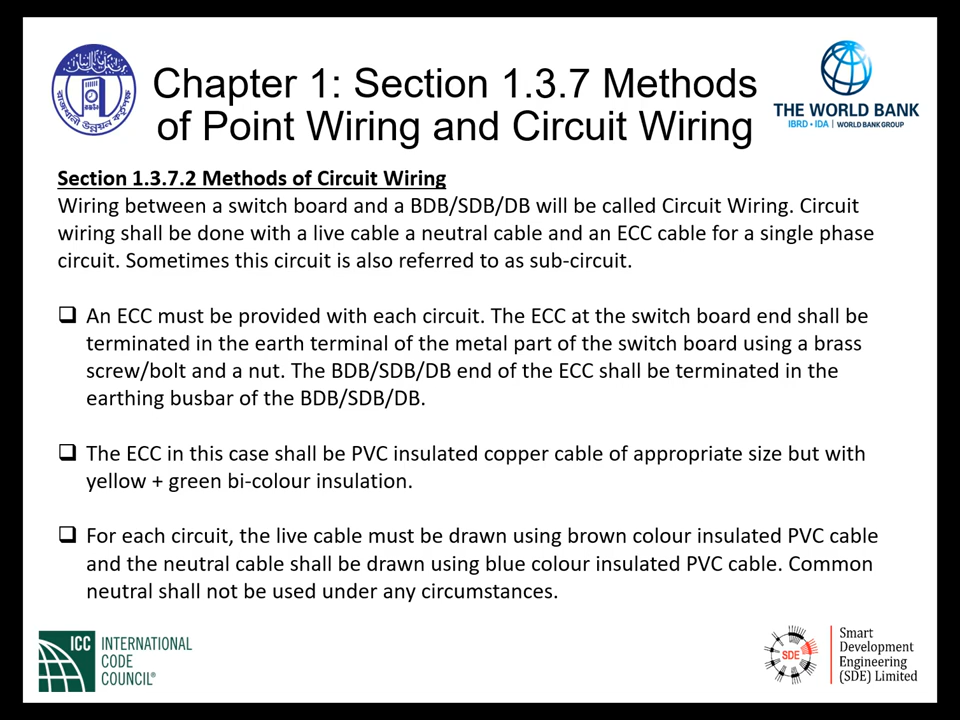 Chapter 1: Section 1.3.7 Methods
of Point Wiring and Circuit Wiring
THE WORLD BANK
IBRD • IDA | WORLD BANK GROUP
Section 1.3.7.2 Methods of Circuit Wiring
Wiring between a switch board and a BDB/SDB/DB will be called Circuit Wiring. Circuit
wiring shall be done with a live cable a neutral cable and an ECC cable for a single phase
circuit. Sometimes this circuit is also referred to as sub-circuit.
❑ An ECC must be provided with each circuit. The ECC at the switch board end shall be
terminated in the earth terminal of the metal part of the switch board using a brass
screw/bolt and a nut. The BDB/SDB/DB end of the ECC shall be terminated in the
earthing busbar of the BDB/SDB/DB.
❑ The ECC in this case shall be PVC insulated copper cable of appropriate size but with
yellow + green bi-colour insulation.
❑ For each circuit, the live cable must be drawn using brown colour insulated PVC cable
and the neutral cable shall be drawn using blue colour insulated PVC cable. Common
neutral shall not be used under any circumstances.
ICC
INTERNATIONAL
CODE
COUNCIL®
SDE
Smart
Development
Engineering
(SDE) Limited